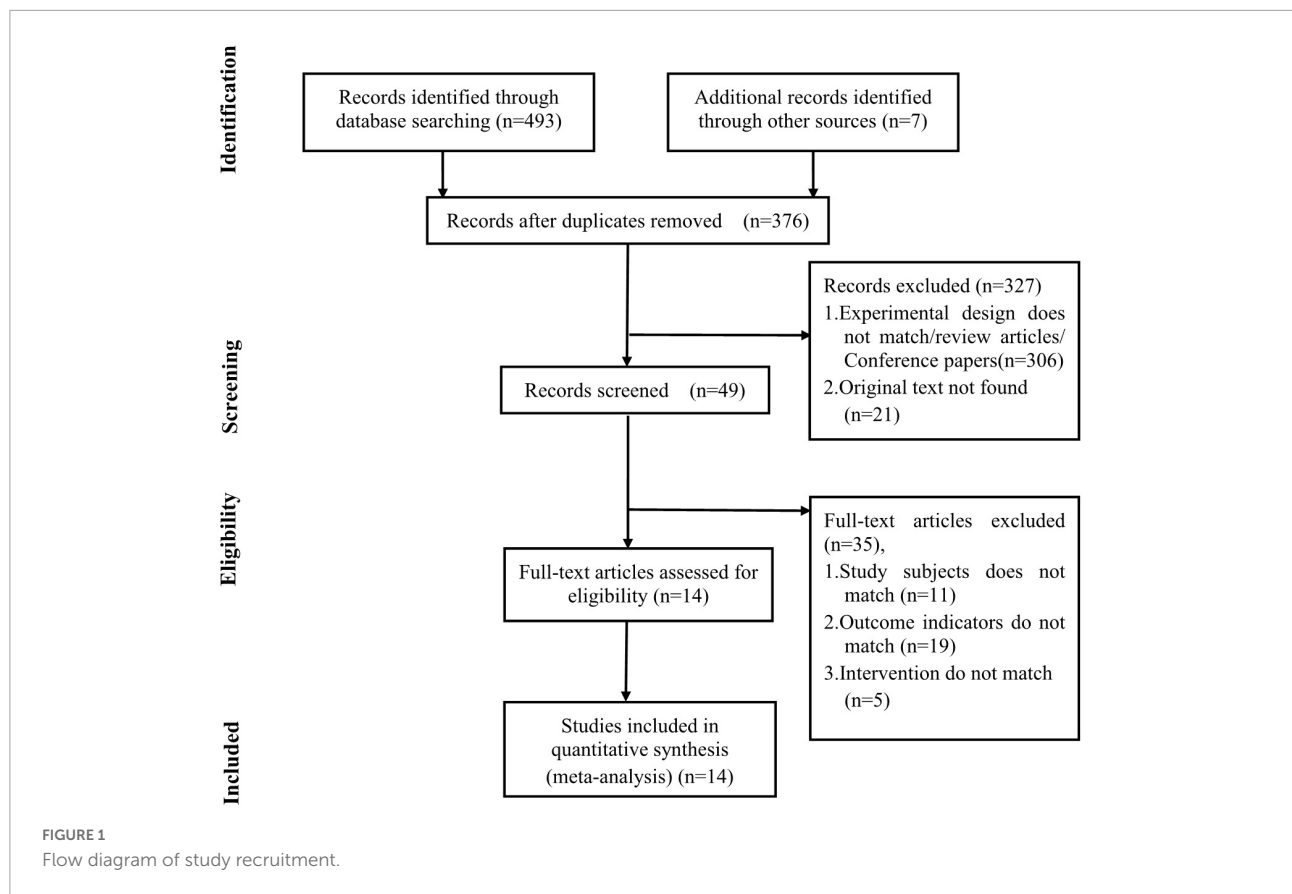 Identification
Records identified through
database searching (n=493)
Additional records identified
through other sources (n=7)
Records after duplicates removed (n=376)
Screening
Records excluded (n=327)
1.Experimental design does
not match/review articles/
Conference papers(n=306)
2.Original text not found
(n=21)
Records screened (n=49)
Eligibility
Full-text articles excluded
(n=35),
1.Study subjects does not
match (n=11)
2.Outcome indicators do not
match (n=19)
3.Intervention do not match
(n=5)
Full-text articles assessed for
eligibility (n=14)
Included
Studies included in
quantitative synthesis
(meta-analysis) (n=14)
FIGURE 1
Flow diagram of study recruitment.